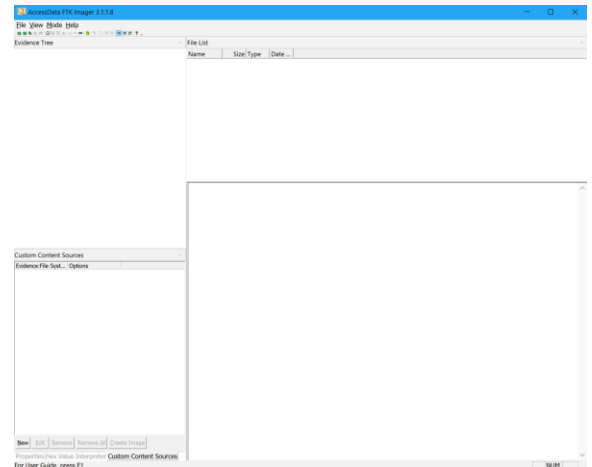 AccessData FTK Imager 3.1.1.8
File View Mode Help
Evidence Tree
File List
Name Size Type Date ...
Custom Content Sources
Evidence:File Syst... Options
New Edit Remove Remove All Create Image
Properties Hex Value Interpreter Custom Content Sources
For User Guide, press F1
NUM